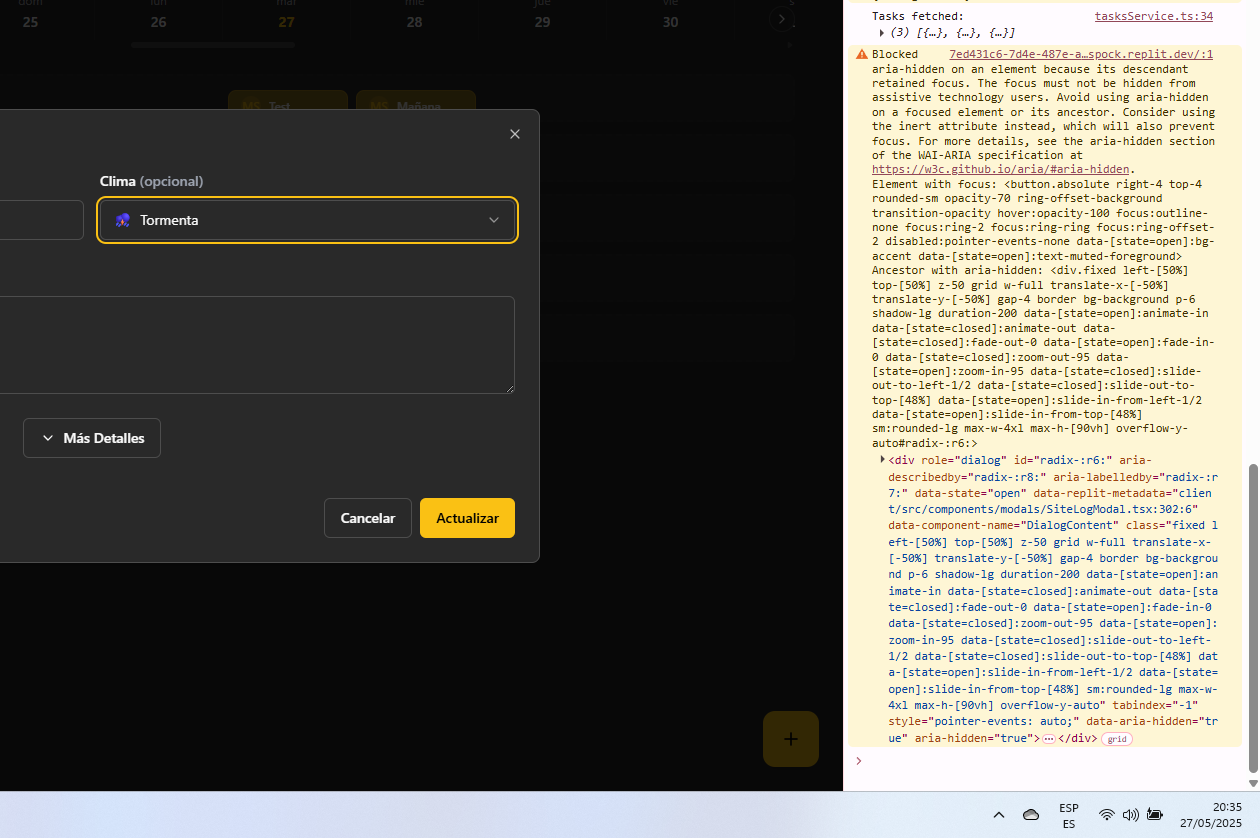 dom lun mar mié jue vie s
25 26 27 28 29 30
MS Test MS Mañana
Clima (opcional)
Tormenta
Más Detalles
Cancelar Actualizar
+
Tasks fetched: tasksService.ts:34
(3) [{…}, {…}, {…}]
Blocked 7ed431c6-7d4e-487e-a…spock.replit.dev/:1
aria-hidden on an element because its descendant
retained focus. The focus must not be hidden from
assistive technology users. Avoid using aria-hidden
on a focused element or its ancestor. Consider using
the inert attribute instead, which will also prevent
focus. For more details, see the aria-hidden section
of the WAI-ARIA specification at
https://w3c.github.io/aria/#aria-hidden.
Element with focus: <button.absolute right-4 top-4
rounded-sm opacity-70 ring-offset-background
transition-opacity hover:opacity-100 focus:outline-
none focus:ring-2 focus:ring-ring focus:ring-offset-
2 disabled:pointer-events-none data-[state=open]:bg-
accent data-[state=open]:text-muted-foreground>
Ancestor with aria-hidden: <div.fixed left-[50%]
top-[50%] z-50 grid w-full translate-x-[-50%]
translate-y-[-50%] gap-4 border bg-background p-6
shadow-lg duration-200 data-[state=open]:animate-in
data-[state=closed]:animate-out data-
[state=closed]:fade-out-0 data-[state=open]:fade-in-
0 data-[state=closed]:zoom-out-95 data-
[state=open]:zoom-in-95 data-[state=closed]:slide-
out-to-left-1/2 data-[state=closed]:slide-out-to-
top-[48%] data-[state=open]:slide-in-from-left-1/2
data-[state=open]:slide-in-from-top-[48%]
sm:rounded-lg max-w-4xl max-h-[90vh] overflow-y-
auto#radix-:r6:>
<div role="dialog" id="radix-:r6:" aria-
describedby="radix-:r8:" aria-labelledby="radix-:r
7:" data-state="open" data-replit-metadata="clien
t/src/components/modals/SiteLogModal.tsx:302:6"
data-component-name="DialogContent" class="fixed l
eft-[50%] top-[50%] z-50 grid w-full translate-x-
[-50%] translate-y-[-50%] gap-4 border bg-backgrou
nd p-6 shadow-lg duration-200 data-[state=open]:an
imate-in data-[state=closed]:animate-out data-[sta
te=closed]:fade-out-0 data-[state=open]:fade-in-0
data-[state=closed]:zoom-out-95 data-[state=open]:
zoom-in-95 data-[state=closed]:slide-out-to-left-
1/2 data-[state=closed]:slide-out-to-top-[48%] dat
a-[state=open]:slide-in-from-left-1/2 data-[state=
open]:slide-in-from-top-[48%] sm:rounded-lg max-w-
4xl max-h-[90vh] overflow-y-auto" tabindex="-1"
style="pointer-events: auto;" data-aria-hidden="tr
ue" aria-hidden="true">…</div> grid
ESP 20:35
ES 27/05/2025